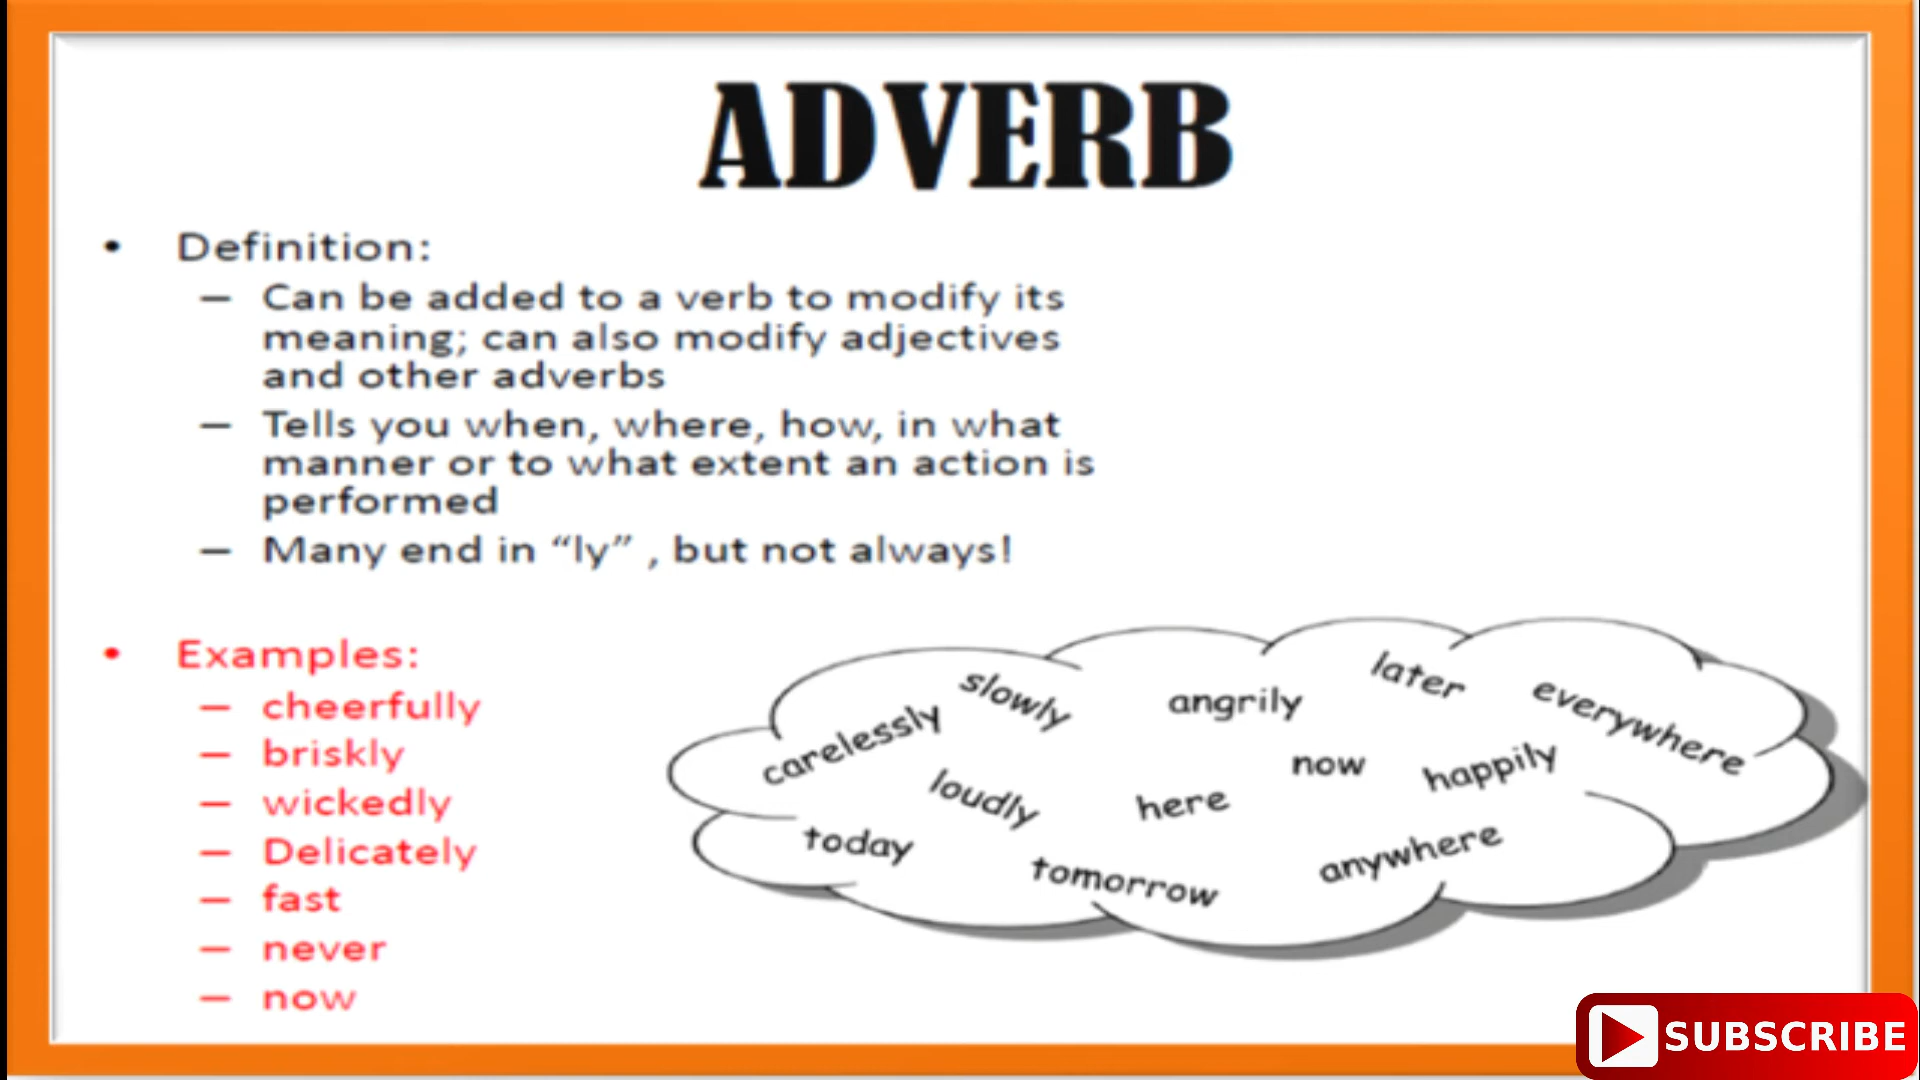 ADVERB
• Definition:
– Can be added to a verb to modify its
meaning; can also modify adjectives
and other adverbs
– Tells you when, where, how, in what
manner or to what extent an action is
performed
– Many end in “ly” , but not always!
• Examples:
– cheerfully
– briskly
– wickedly
– Delicately
– fast
– never
– now
slowly
angrily
later
everywhere
carelessly
now
happily
loudly
here
today
tomorrow
anywhere
SUBSCRIBE